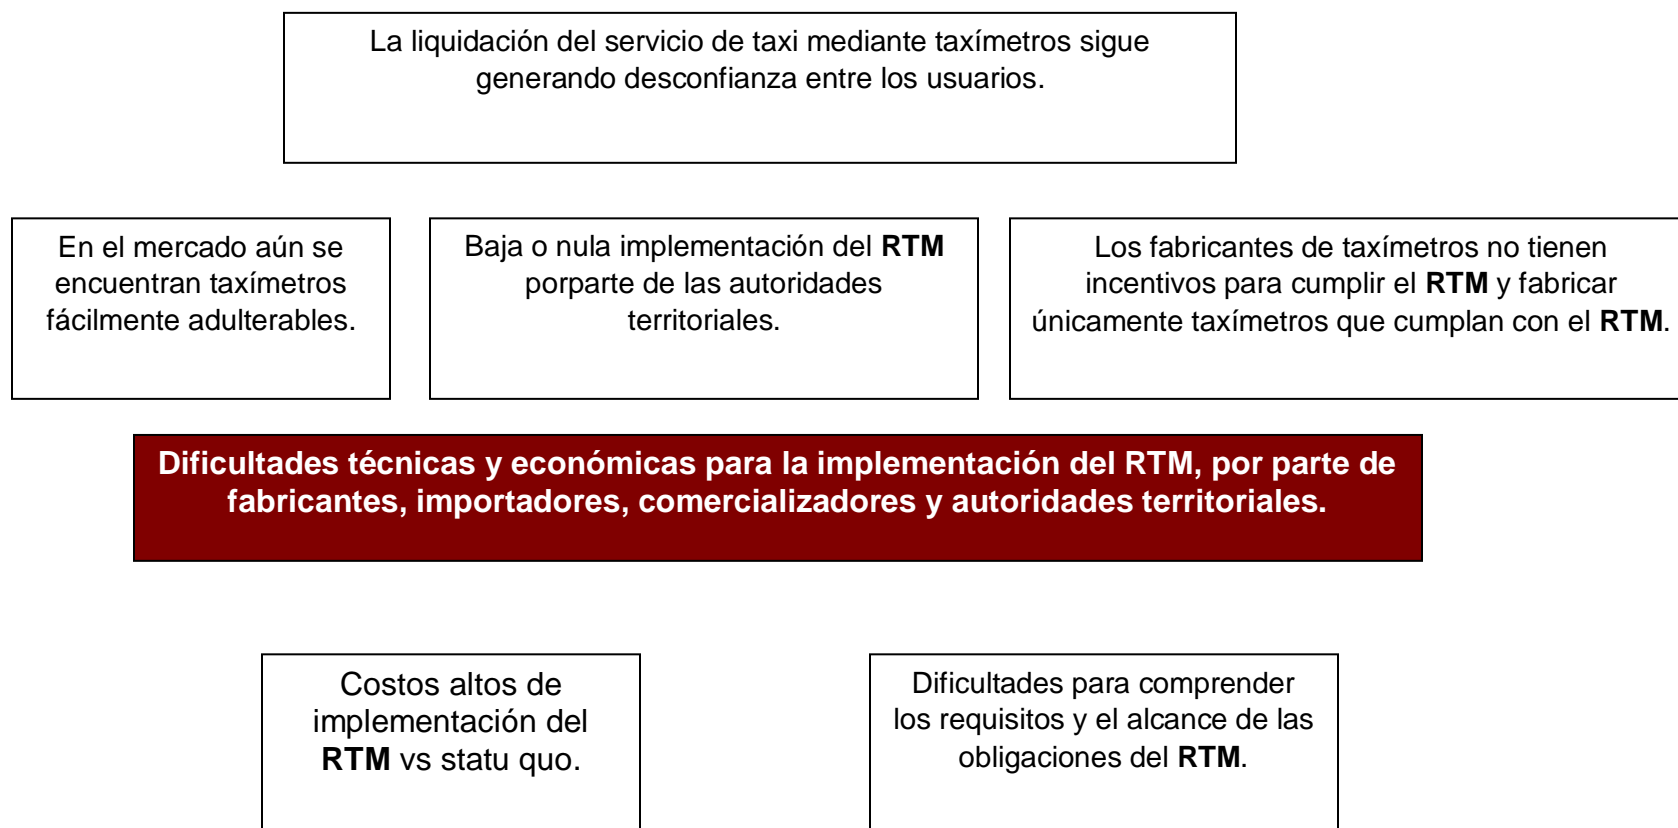 La liquidación del servicio de taxi mediante taxímetros sigue
generando desconfianza entre los usuarios.
En el mercado aún se
encuentran taxímetros
fácilmente adulterables.
Baja o nula implementación del RTM
porparte de las autoridades
territoriales.
Los fabricantes de taxímetros no tienen
incentivos para cumplir el RTM y fabricar
únicamente taxímetros que cumplan con el RTM.
Dificultades técnicas y económicas para la implementación del RTM, por parte de
fabricantes, importadores, comercializadores y autoridades territoriales.
Costos altos de
implementación del
RTM vs statu quo.
Dificultades para comprender
los requisitos y el alcance de las
obligaciones del RTM.